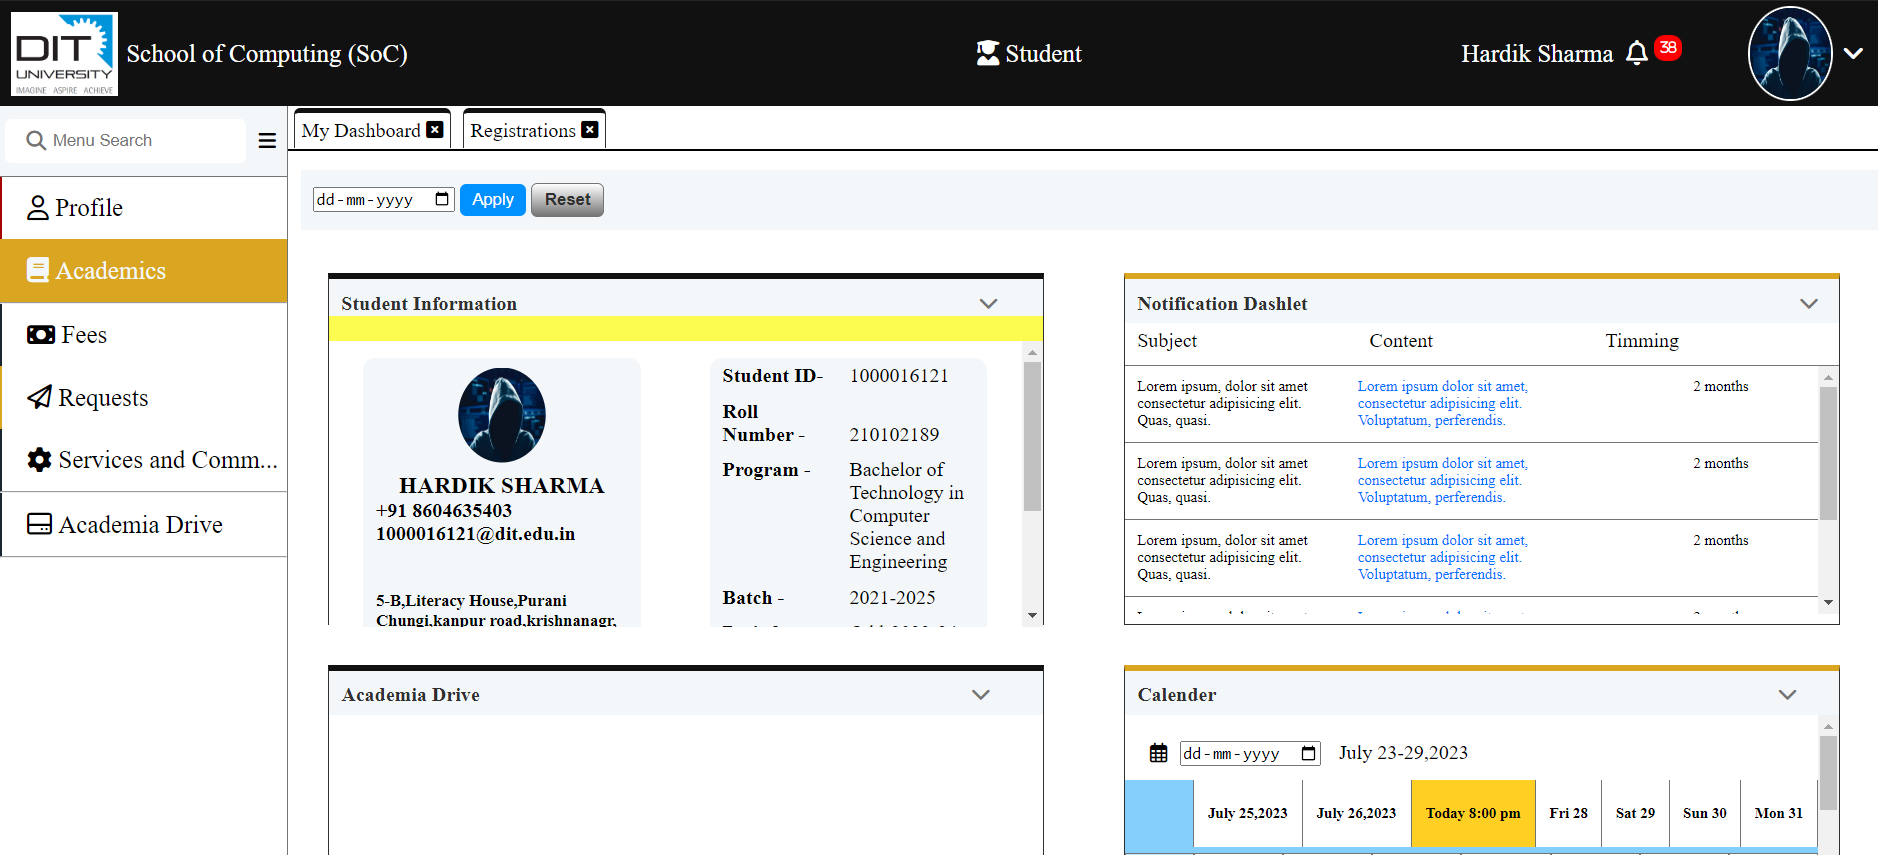 DIT
UNIVERSITY
IMAGINE ASPIRE ACHIEVE
School of Computing (SoC)
Student
Hardik Sharma
38
Menu Search
My Dashboard
Registrations
Profile
Academics
Fees
Requests
Services and Comm...
Academia Drive
dd-mm-yyyy
Apply
Reset
Student Information
HARDIK SHARMA
+91 8604635403
1000016121@dit.edu.in
5-B,Literacy House,Purani
Chungi,kanpur road,krishnanagr,
Student ID- 1000016121
Roll
Number - 210102189
Program - Bachelor of
Technology in
Computer
Science and
Engineering
Batch - 2021-2025
Notification Dashlet
Subject Content Timming
Lorem ipsum, dolor sit amet
consectetur adipisicing elit.
Quas, quasi.
Lorem ipsum dolor sit amet,
consectetur adipisicing elit.
Voluptatum, perferendis.
2 months
Lorem ipsum, dolor sit amet
consectetur adipisicing elit.
Quas, quasi.
Lorem ipsum dolor sit amet,
consectetur adipisicing elit.
Voluptatum, perferendis.
2 months
Lorem ipsum, dolor sit amet
consectetur adipisicing elit.
Quas, quasi.
Lorem ipsum dolor sit amet,
consectetur adipisicing elit.
Voluptatum, perferendis.
2 months
Academia Drive
Calender
dd-mm-yyyy
July 23-29,2023
July 25,2023 July 26,2023 Today 8:00 pm Fri 28 Sat 29 Sun 30 Mon 31